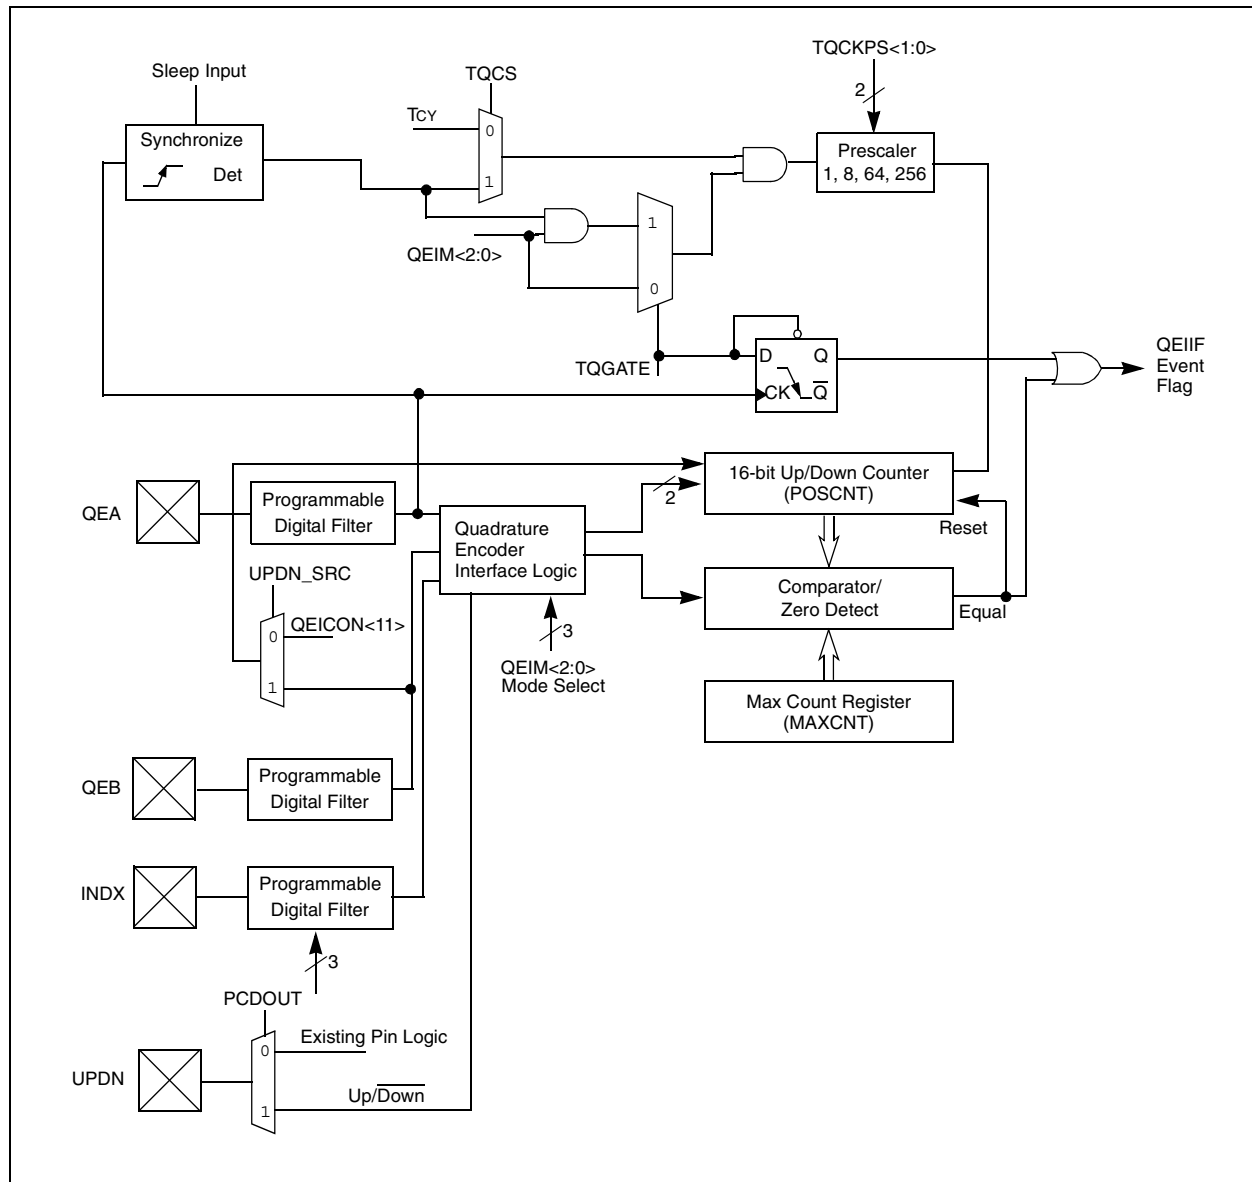 TQCKPS<1:0>
Sleep Input
TQCS
2
TCY
0
Synchronize
Det
1
Prescaler
1, 8, 64, 256
1
QEIM<2:0>
0
TQGATE
D Q
CK Q̅
QEIIF
Event
Flag
QEA
Programmable
Digital Filter
Quadrature
Encoder
Interface Logic
2
16-bit Up/Down Counter
(POSCNT)
Reset
UPDN_SRC
0
QEICON<11>
1
3
QEIM<2:0>
Mode Select
Comparator/
Zero Detect
Equal
Max Count Register
(MAXCNT)
QEB
Programmable
Digital Filter
INDX
Programmable
Digital Filter
3
PCDOUT
0
Existing Pin Logic
UPDN
1
Up/D̅o̅w̅n̅